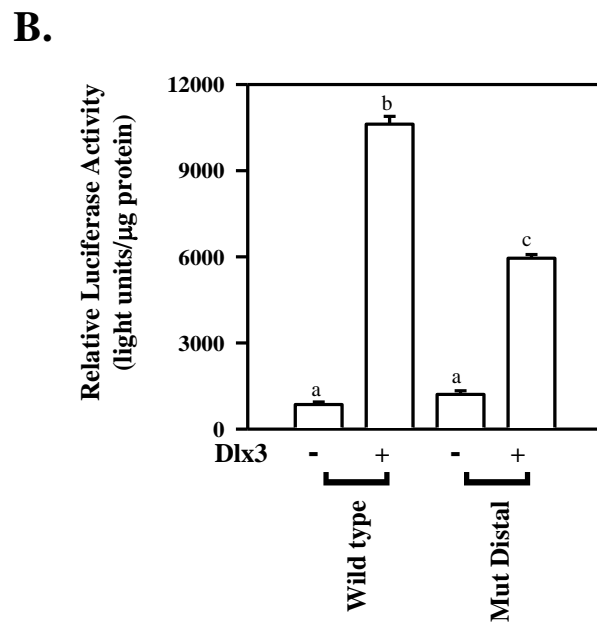 B.
Relative Luciferase Activity
(light units/µg protein)
12000
9000
6000
3000
0
a
b
a
c
Dlx3 - + - +
Wild type
Mut Distal